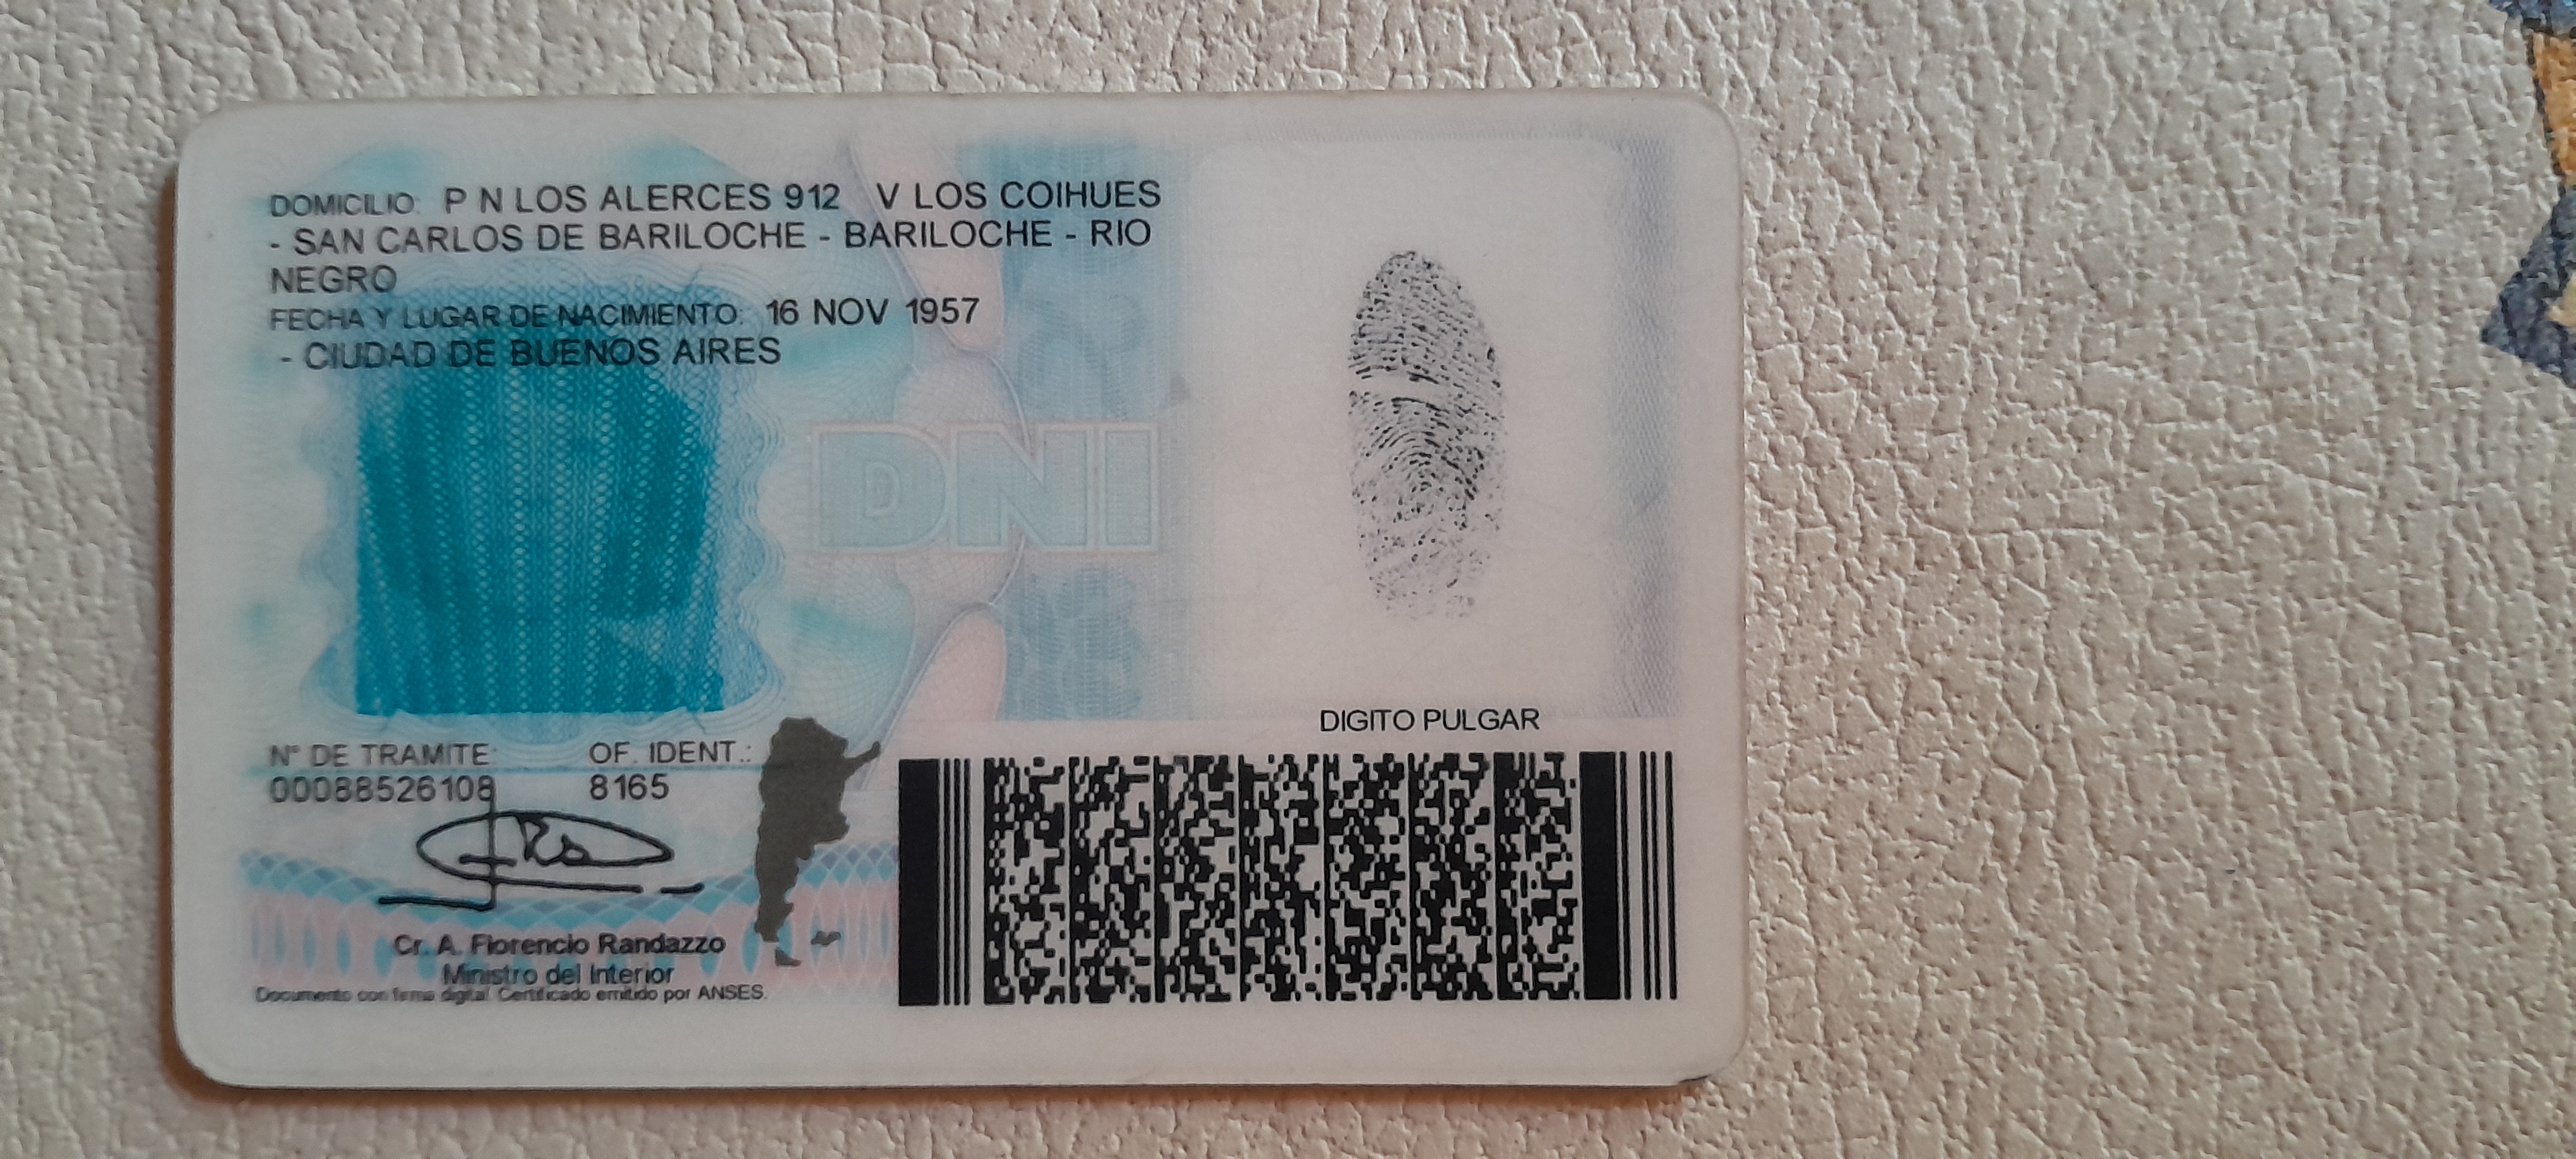 DOMICILIO: P N LOS ALERCES 912 V LOS COIHUES
- SAN CARLOS DE BARILOCHE - BARILOCHE - RIO
NEGRO
FECHA Y LUGAR DE NACIMIENTO: 16 NOV 1957
- CIUDAD DE BUENOS AIRES
DNI
N° DE TRAMITE: OF. IDENT.:
00088526108 8165
Cr. A. Florencio Randazzo
Ministro del Interior
Documento con firma digital. Certificado emitido por ANSES.
DIGITO PULGAR